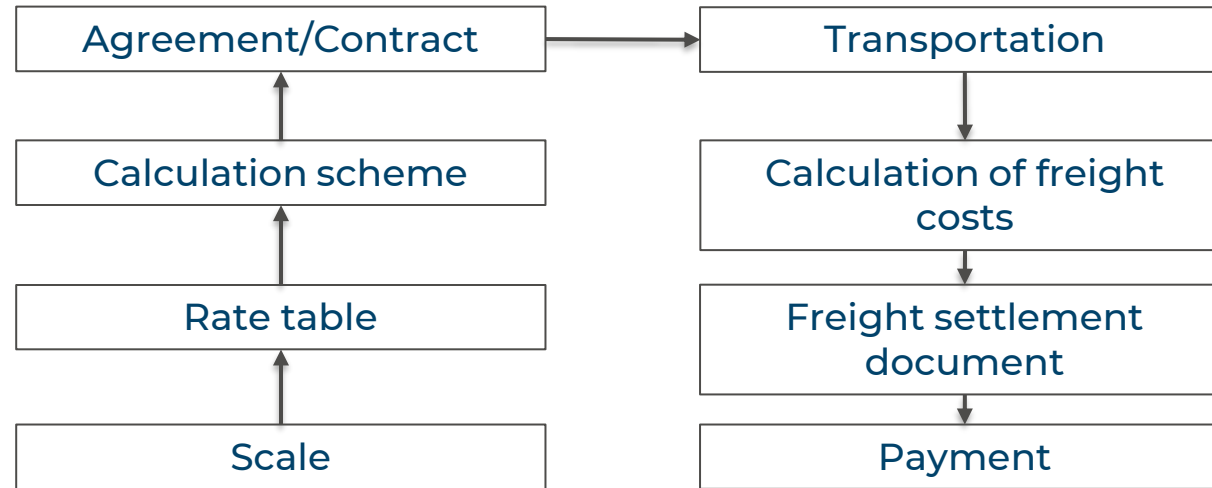 Agreement/Contract
Calculation scheme
Rate table
Scale
Transportation
Calculation of freight
costs
Freight settlement
document
Payment